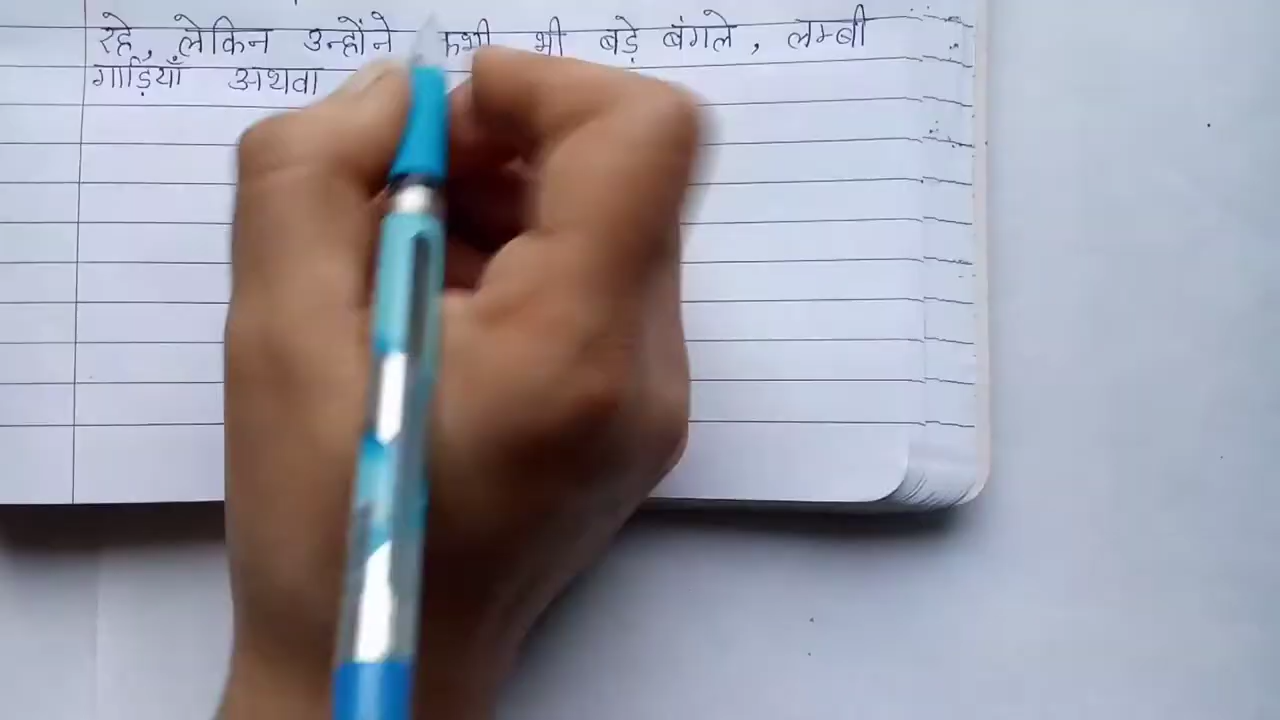 रहे, लेकिन उन्होंने कभी भी बड़े बंगले, लम्बी
गाड़ियाँ अथवा